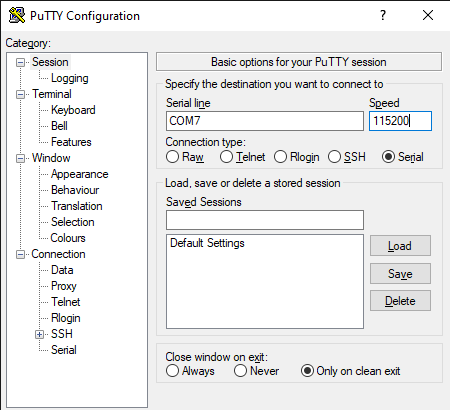 PuTTY Configuration ? ×
Category:
Session
Logging
Terminal
Keyboard
Bell
Features
Window
Appearance
Behaviour
Translation
Selection
Colours
Connection
Data
Proxy
Telnet
Rlogin
SSH
Serial
Basic options for your PuTTY session
Specify the destination you want to connect to
Serial line Speed
COM7 115200
Connection type:
Raw Telnet Rlogin SSH Serial
Load, save or delete a stored session
Saved Sessions
Default Settings
Load
Save
Delete
Close window on exit:
Always Never Only on clean exit